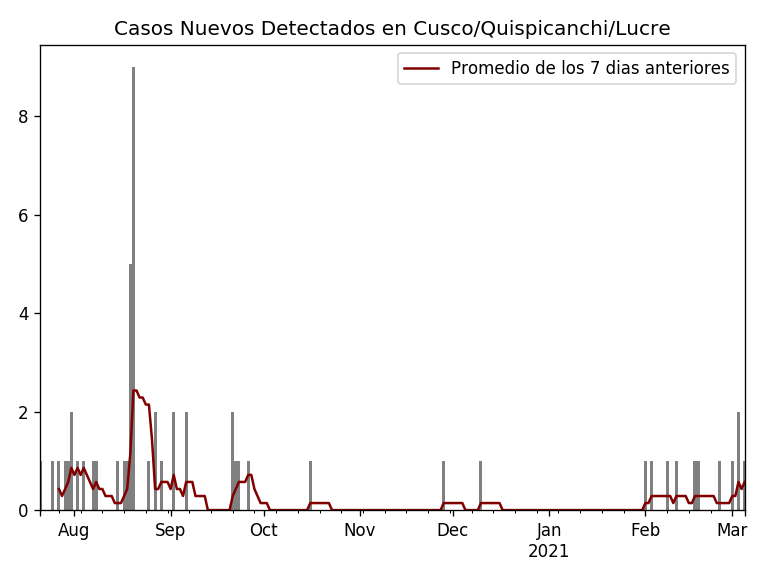 Casos Nuevos Detectados en Cusco/Quispicanchi/Lucre
Promedio de los 7 dias anteriores
8
6
4
2
0
Aug Sep Oct Nov Dec Jan Feb Mar
2021